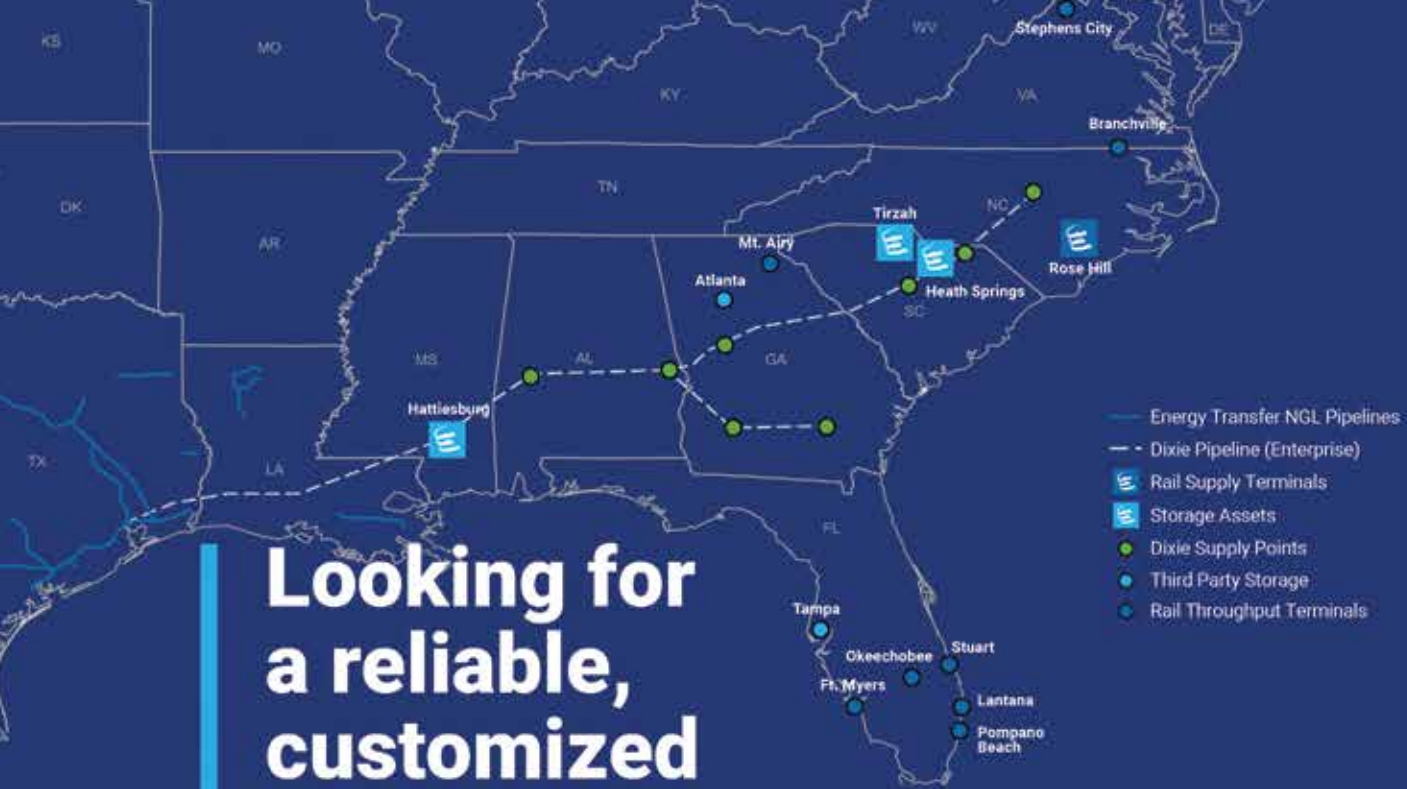 KS
MO
WV
Stephens City
DE
KY
VA
Branchville
TN
OK
AR
NC
Tirzah
Mt. Airy
Rose Hill
Atlanta
Heath Springs
SC
MS
AL
GA
Hattiesburg
TX
LA
FL
Energy Transfer NGL Pipelines
Dixie Pipeline (Enterprise)
Rail Supply Terminals
Storage Assets
Dixie Supply Points
Third Party Storage
Rail Throughput Terminals
Looking for
a reliable,
customized
Tampa
Okeechobee
Stuart
Ft. Myers
Lantana
Pompano
Beach